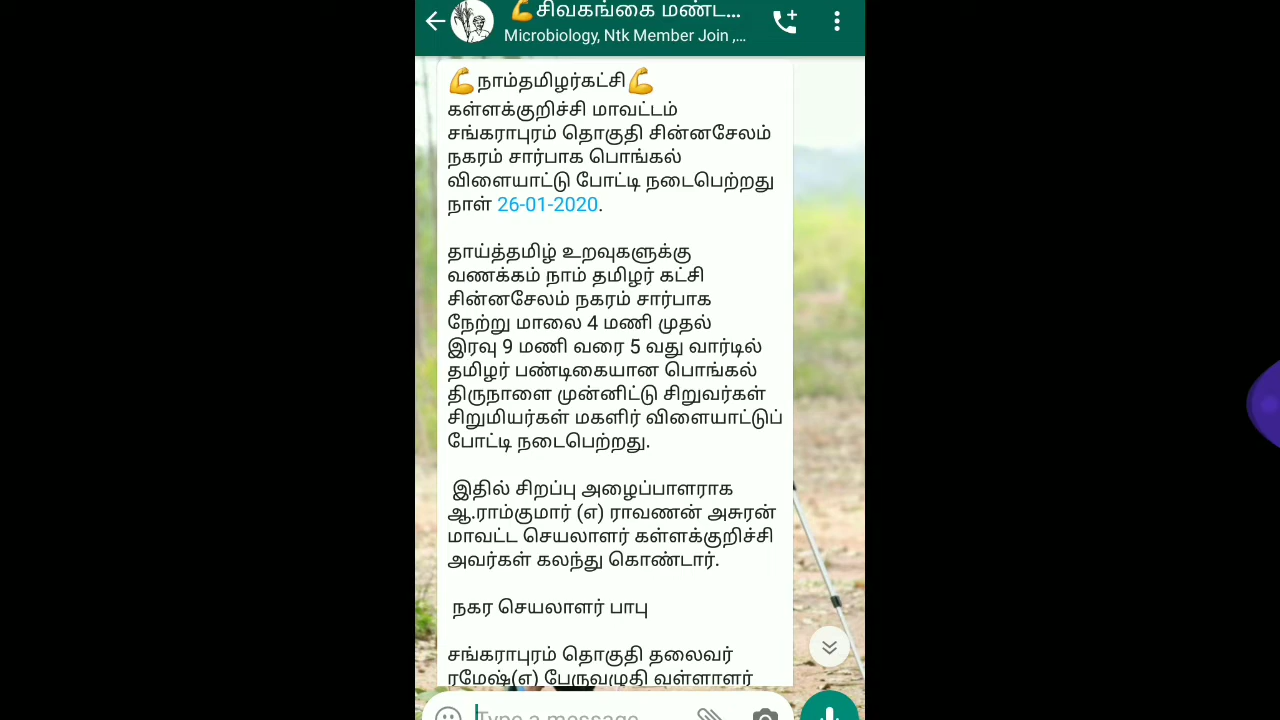 💪சிவகங்கை மண்ட...
Microbiology, Ntk Member Join ,...
💪நாம்தமிழர்கட்சி💪
கள்ளக்குறிச்சி மாவட்டம்
சங்கராபுரம் தொகுதி சின்னசேலம்
நகரம் சார்பாக பொங்கல்
விளையாட்டு போட்டி நடைபெற்றது
நாள் 26-01-2020.
தாய்த்தமிழ் உறவுகளுக்கு
வணக்கம் நாம் தமிழர் கட்சி
சின்னசேலம் நகரம் சார்பாக
நேற்று மாலை 4 மணி முதல்
இரவு 9 மணி வரை 5 வது வார்டில்
தமிழர் பண்டிகையான பொங்கல்
திருநாளை முன்னிட்டு சிறுவர்கள்
சிறுமியர்கள் மகளிர் விளையாட்டுப்
போட்டி நடைபெற்றது.
இதில் சிறப்பு அழைப்பாளராக
ஆ.ராம்குமார் (எ) ராவணன் அசுரன்
மாவட்ட செயலாளர் கள்ளக்குறிச்சி
அவர்கள் கலந்து கொண்டார்.
நகர செயலாளர் பாபு
சங்கராபுரம் தொகுதி தலைவர்
ரமேஷ்(எ) பேருவழுதி வள்ளாளர்
Type a message